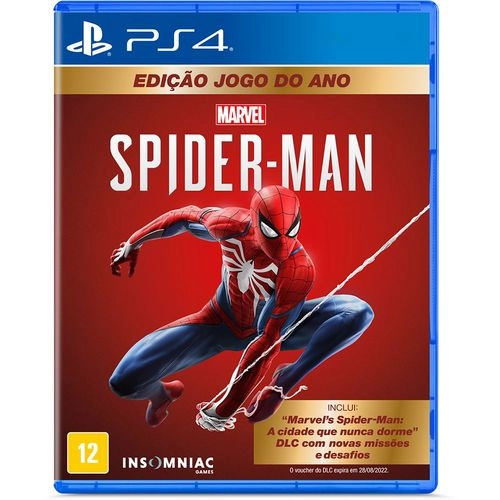 PS4
EDIÇÃO JOGO DO ANO
MARVEL
SPIDER-MAN
INCLUI:
"Marvel's Spider-Man:
A cidade que nunca dorme"
DLC com novas missões
e desafios
O voucher do DLC expira em 28/08/2022.
12
INSOMNIAC
GAMES